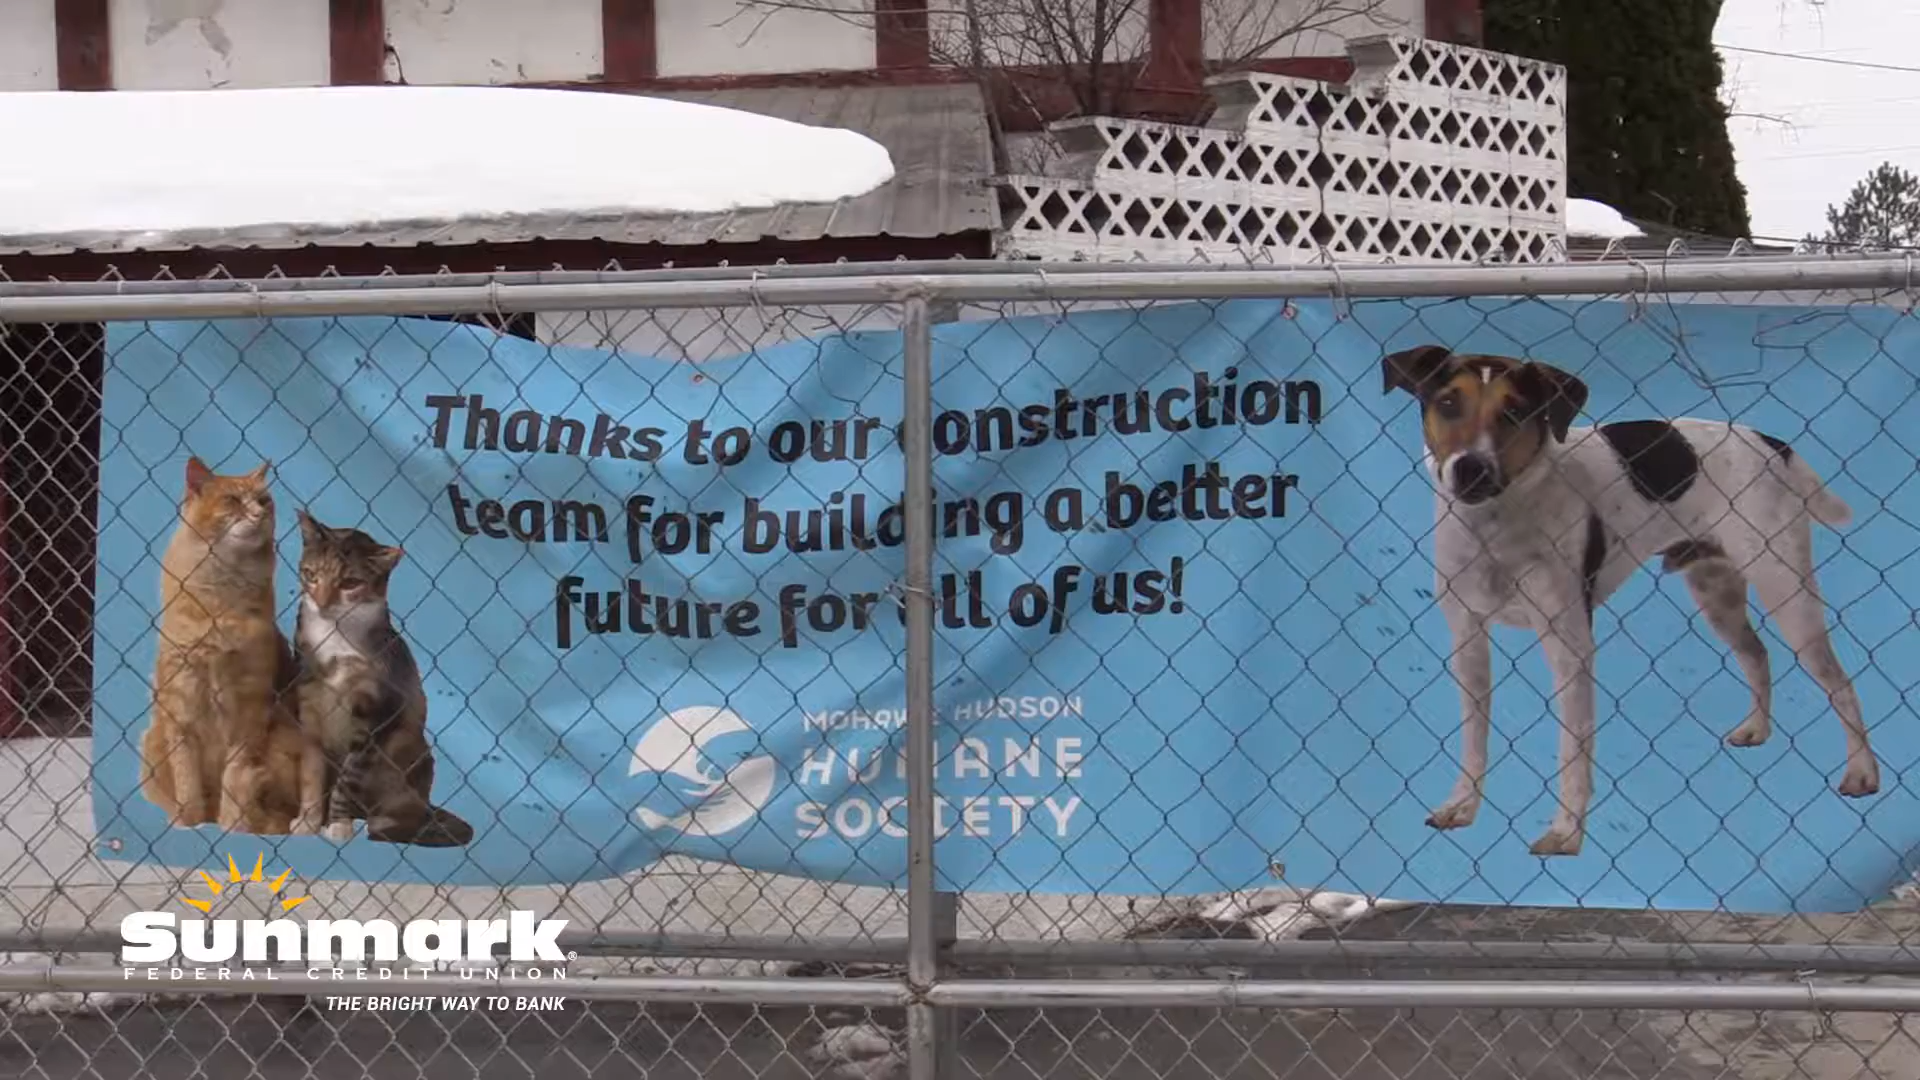 Thanks to our construction
team for building a better
future for all of us!
MOHAWK HUDSON
HUMANE
SOCIETY
Sunmark®
FEDERAL CREDIT UNION
THE BRIGHT WAY TO BANK